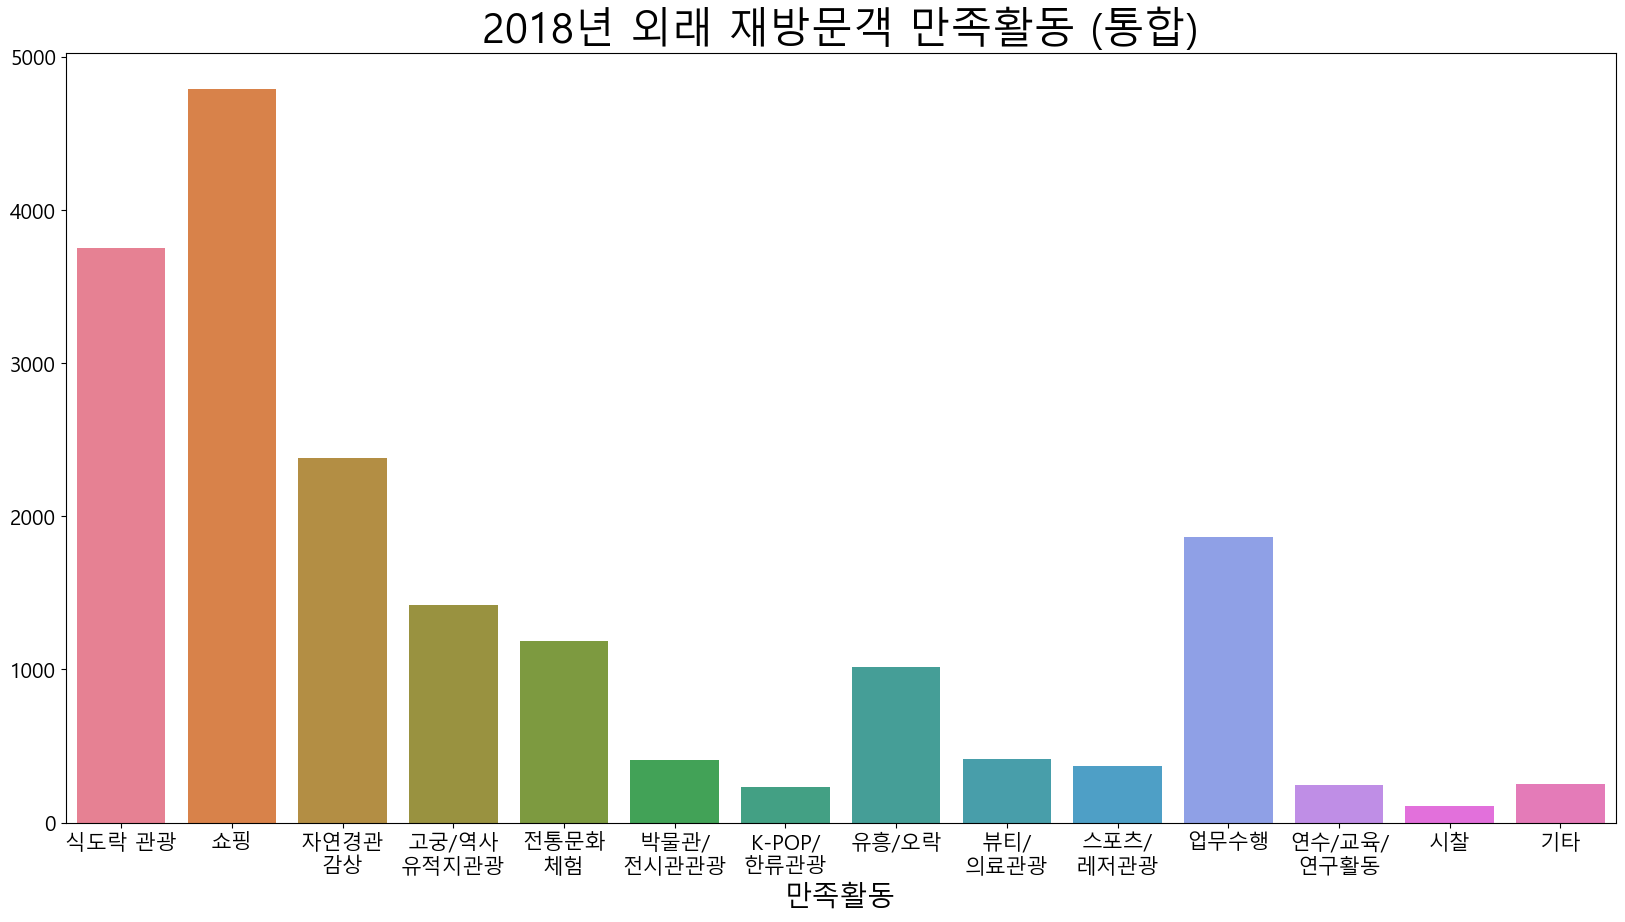 2018년 외래 재방문객 만족활동 (통합)
5000
4000
3000
2000
1000
0
식도락 관광
쇼핑
자연경관
감상
고궁/역사
유적지관광
전통문화
체험
박물관/
전시관관광
K-POP/
한류관광
유흥/오락
뷰티/
의료관광
스포츠/
레저관광
업무수행
연수/교육/
연구활동
시찰
기타
만족활동